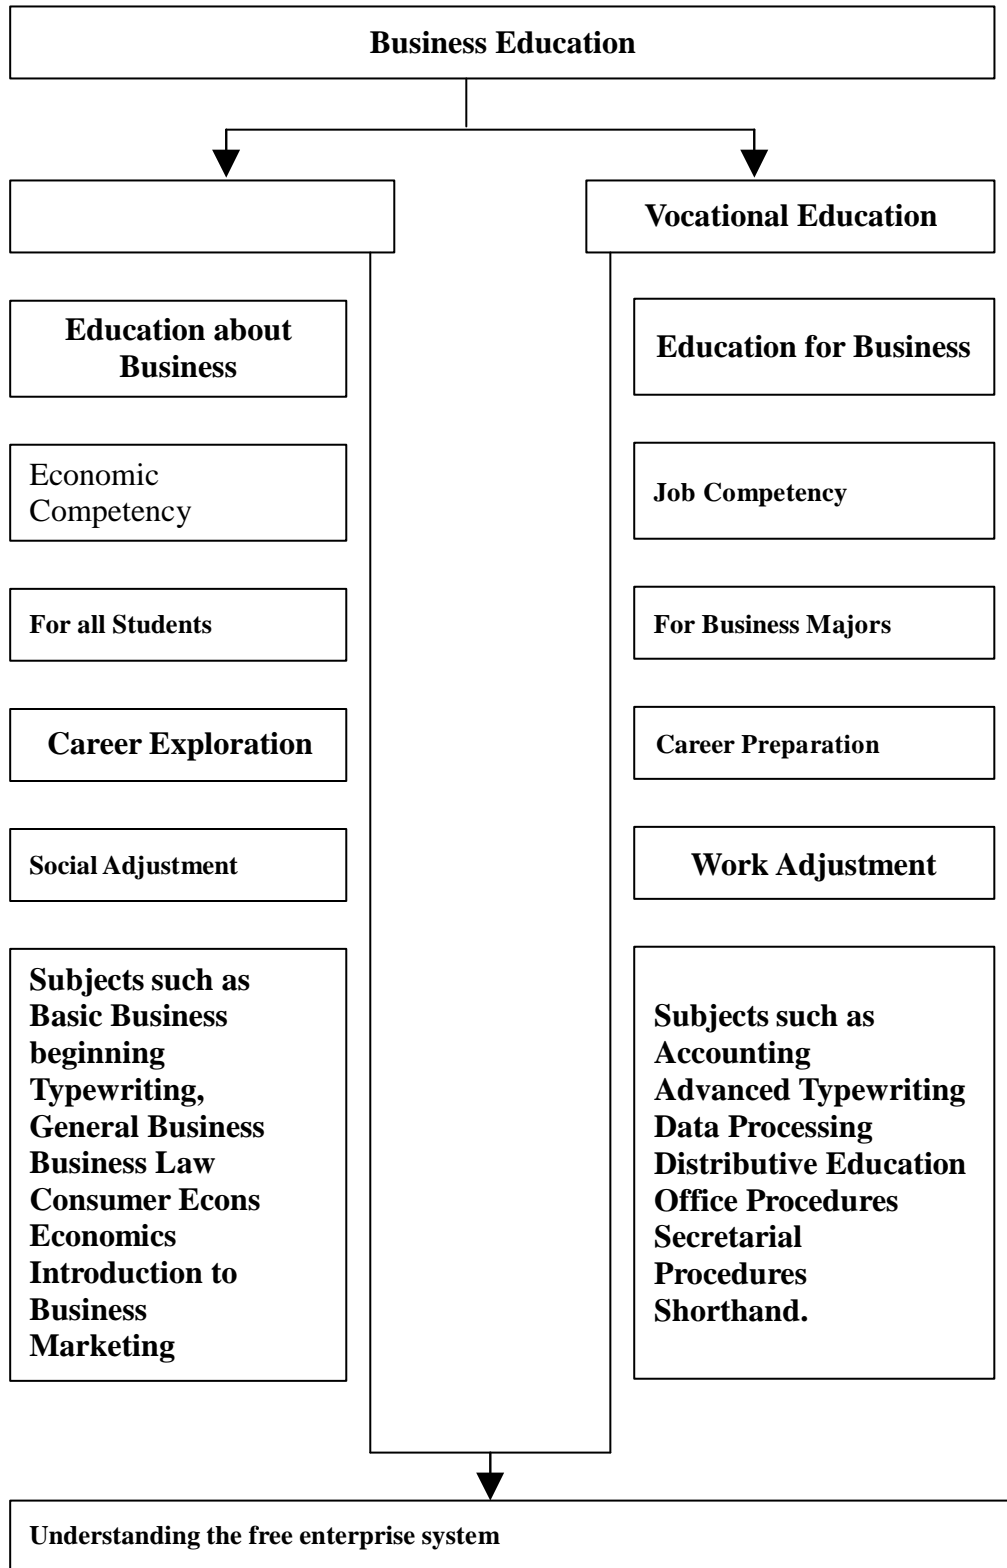 Business Education
Vocational Education
Education about
Business
Education for Business
Economic
Competency
Job Competency
For all Students
For Business Majors
Career Exploration
Career Preparation
Social Adjustment
Work Adjustment
Subjects such as
Basic Business
beginning
Typewriting,
General Business
Business Law
Consumer Econs
Economics
Introduction to
Business
Marketing
Subjects such as
Accounting
Advanced Typewriting
Data Processing
Distributive Education
Office Procedures
Secretarial
Procedures
Shorthand.
Understanding the free enterprise system